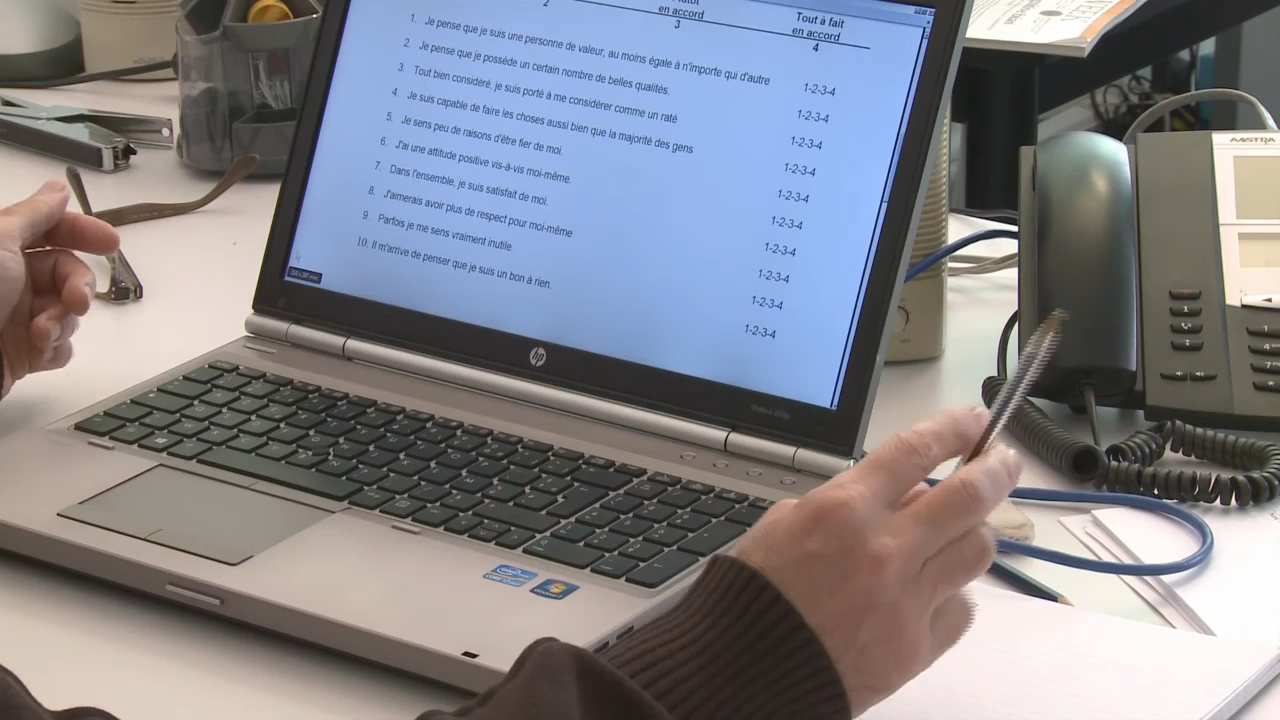 en accord
Tout à fait
en accord
2
3
4
1. Je pense que je suis une personne de valeur, au moins égale à n'importe qui d'autre 1-2-3-4
2. Je pense que je possède un certain nombre de belles qualités. 1-2-3-4
3. Tout bien considéré, je suis porté à me considérer comme un raté 1-2-3-4
4. Je suis capable de faire les choses aussi bien que la majorité des gens 1-2-3-4
5. Je sens peu de raisons d'être fier de moi. 1-2-3-4
6. J'ai une attitude positive vis-à-vis moi-même. 1-2-3-4
7. Dans l'ensemble, je suis satisfait de moi. 1-2-3-4
8. J'aimerais avoir plus de respect pour moi-même 1-2-3-4
9. Parfois je me sens vraiment inutile. 1-2-3-4
10. Il m'arrive de penser que je suis un bon à rien. 1-2-3-4
hp
AASTRA